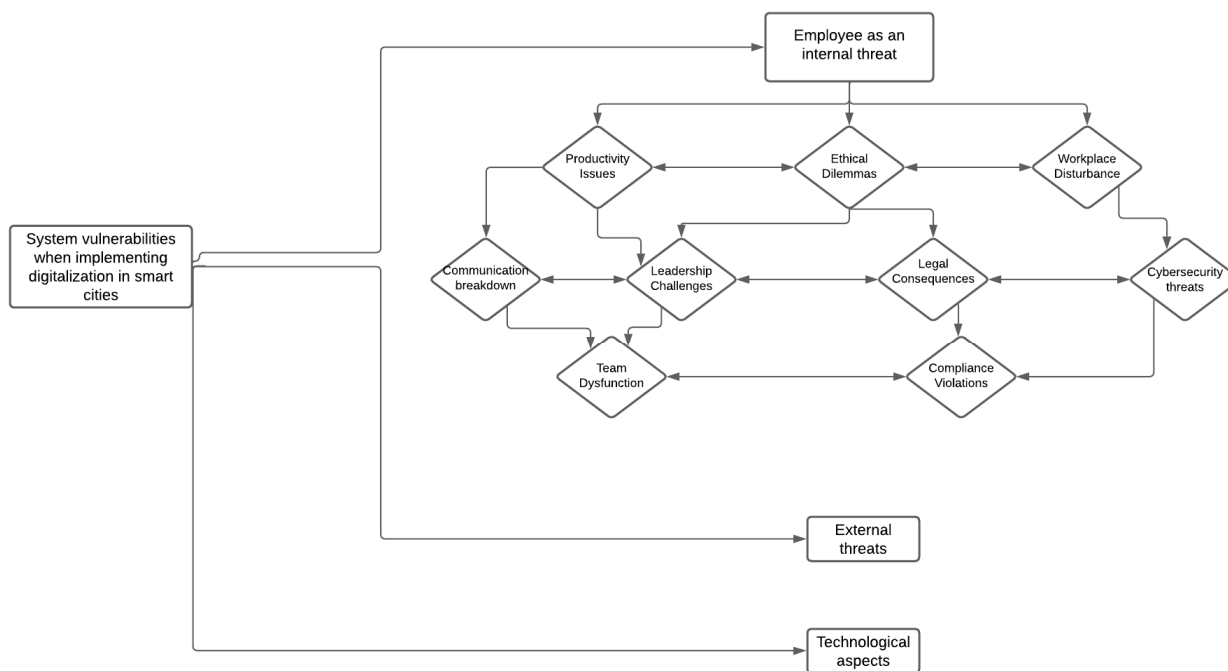 Employee as an
internal threat
Productivity
Issues
Ethical
Dilemmas
Workplace
Disturbance
System vulnerabilities
when implementing
digitalization in smart
cities
Communication
breakdown
Leadership
Challenges
Legal
Consequences
Cybersecurity
threats
Team
Dysfunction
Compliance
Violations
External
threats
Technological
aspects